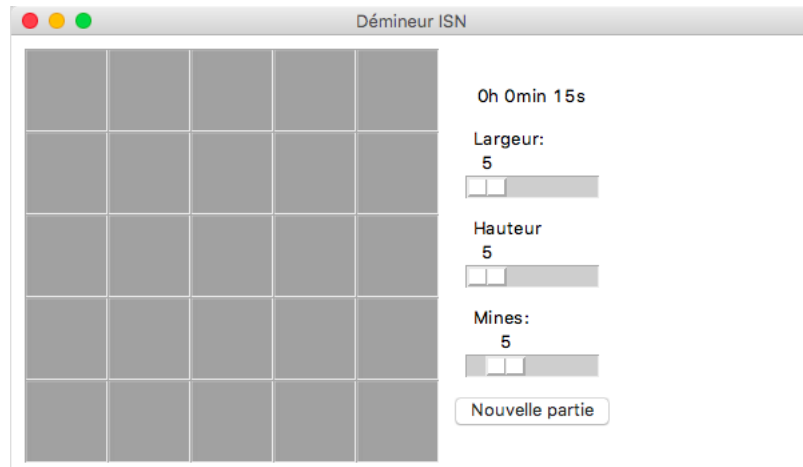 Démineur ISN
0h 0min 15s
Largeur:
5
Hauteur
5
Mines:
5
Nouvelle partie